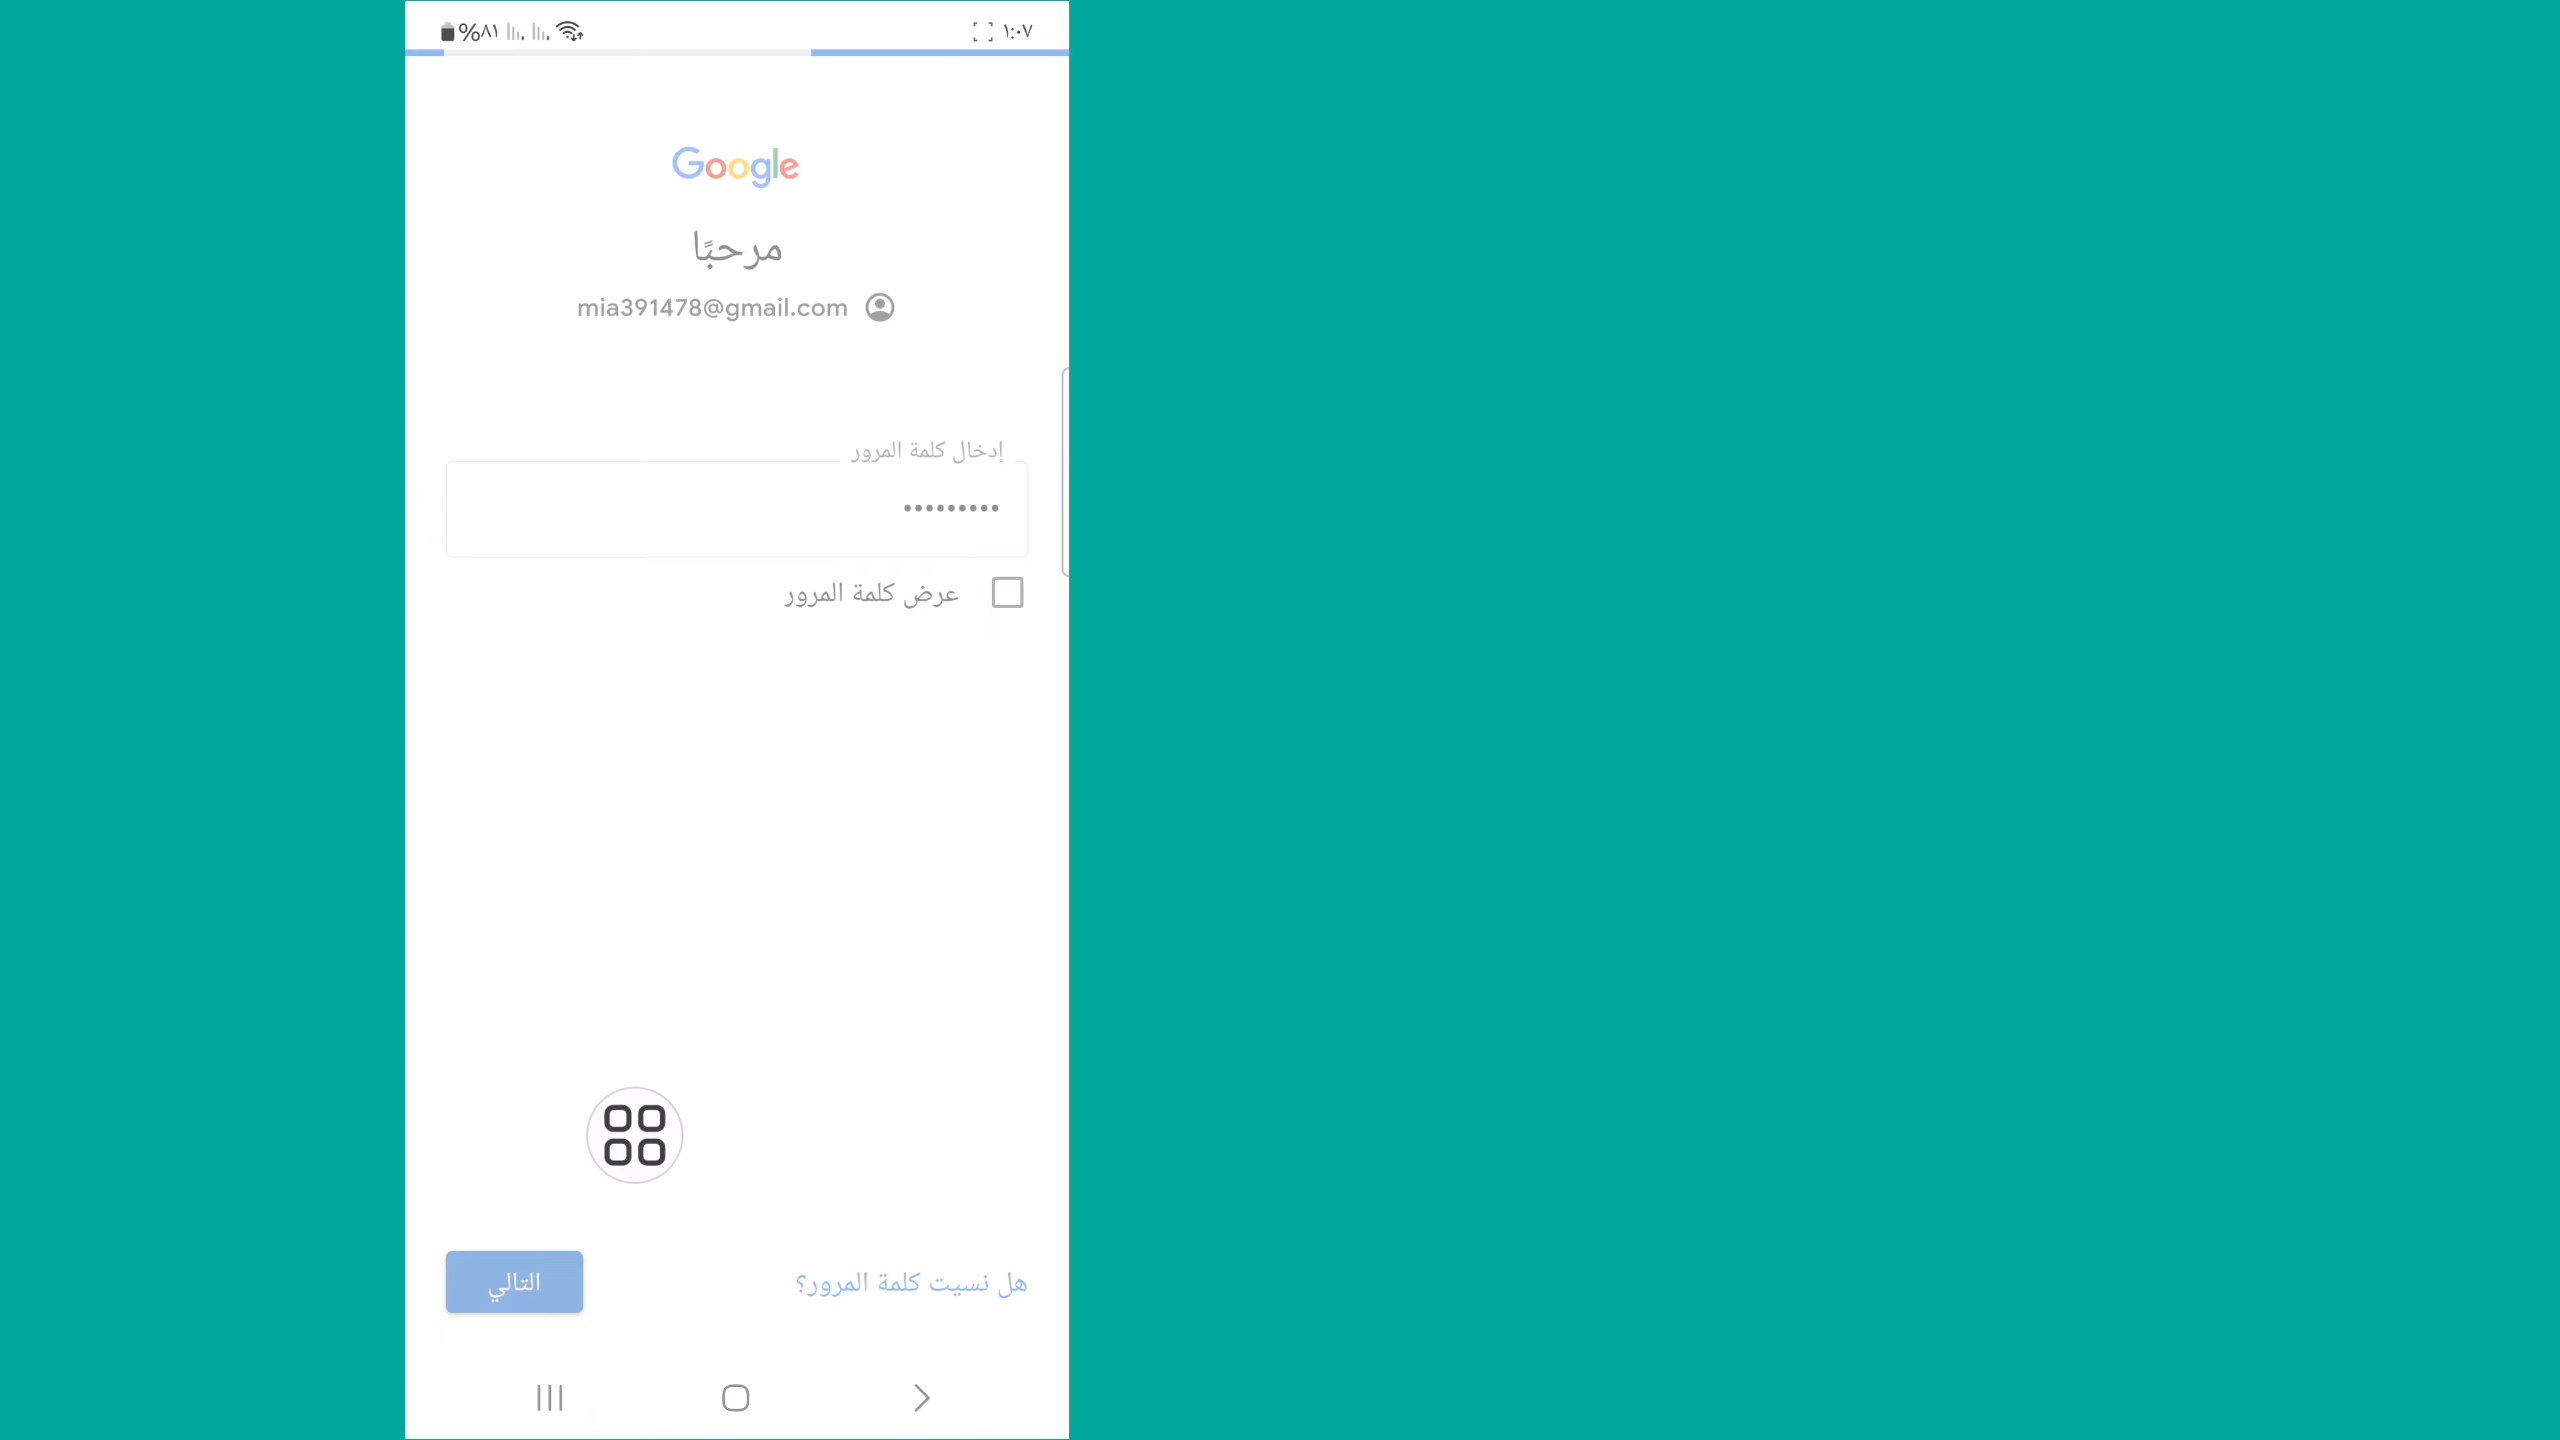 ١:٠٧
%٨١
Google
مرحبًا
mia391478@gmail.com
إدخال كلمة المرور
•••••••••
عرض كلمة المرور
هل نسيت كلمة المرور؟
التالي